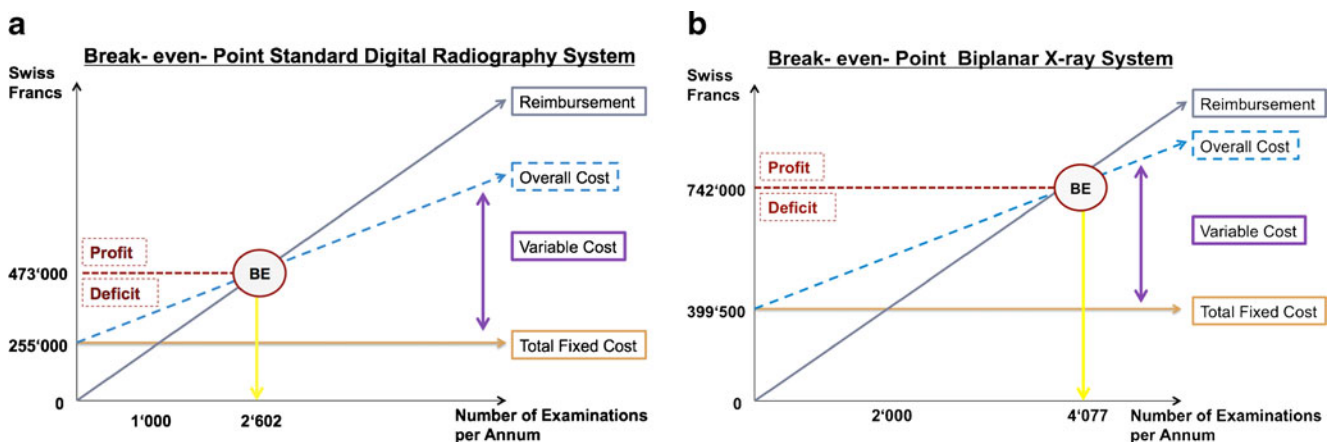 a
Break- even- Point Standard Digital Radiography System
Swiss
Francs
Reimbursement
Overall Cost
Profit
Variable Cost
473‘000
BE
Deficit
255‘000
Total Fixed Cost
0
1‘000
2‘602
Number of Examinations
per Annum
b
Break- even- Point Biplanar X-ray System
Swiss
Francs
Reimbursement
Overall Cost
Profit
742‘000
BE
Deficit
Variable Cost
399‘500
Total Fixed Cost
0
2‘000
4‘077
Number of Examinations
per Annum